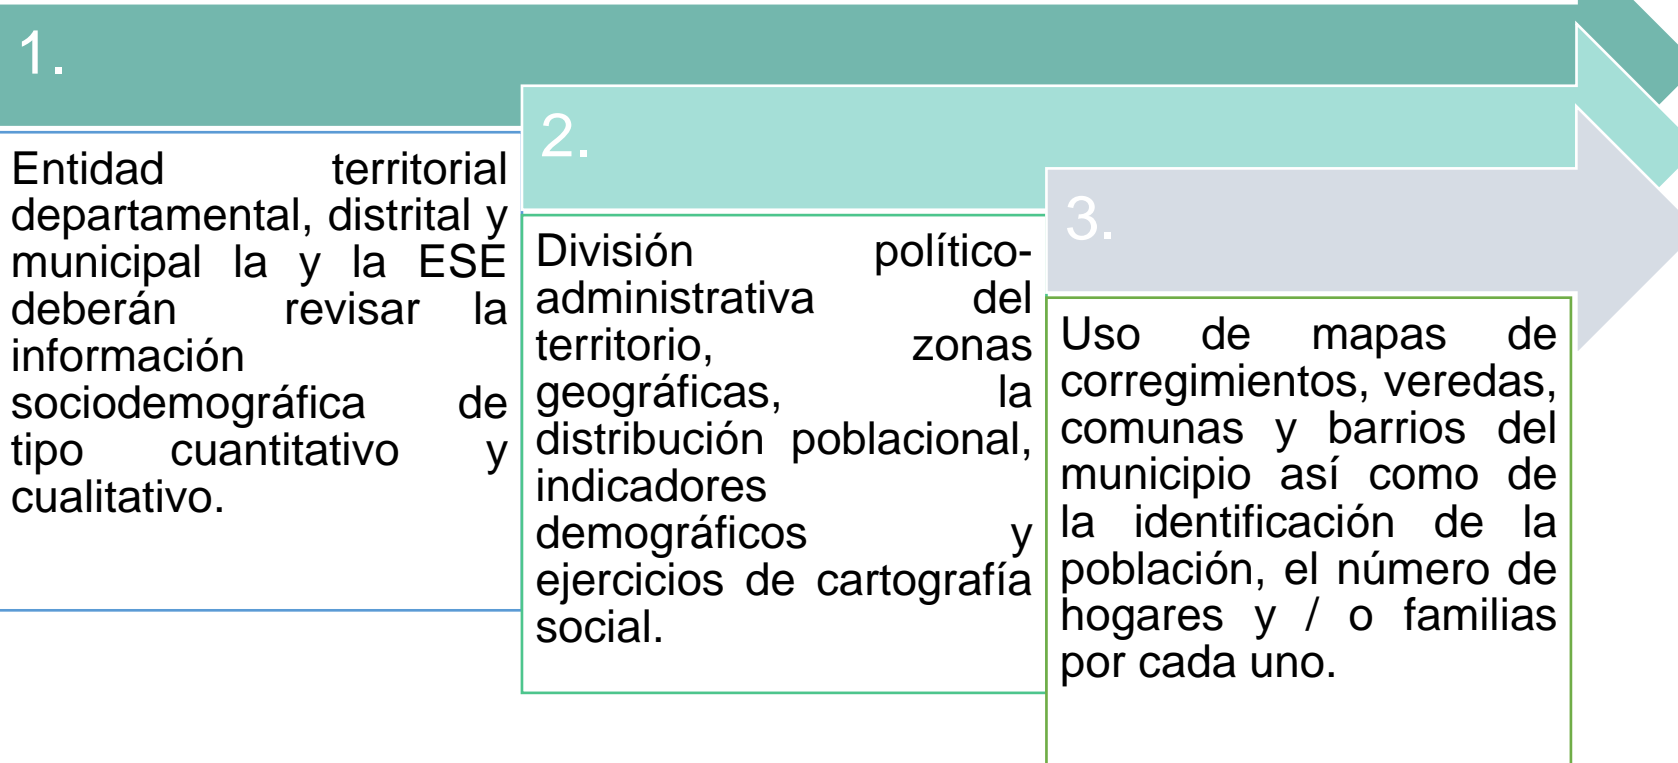 1.
Entidad territorial
departamental, distrital y
municipal la y la ESE
deberán revisar la
información
sociodemográfica de
tipo cuantitativo y
cualitativo.
2.
División político-
administrativa del
territorio, zonas
geográficas, la
distribución poblacional,
indicadores
demográficos y
ejercicios de cartografía
social.
3.
Uso de mapas de
corregimientos, veredas,
comunas y barrios del
municipio así como de
la identificación de la
población, el número de
hogares y / o familias
por cada uno.